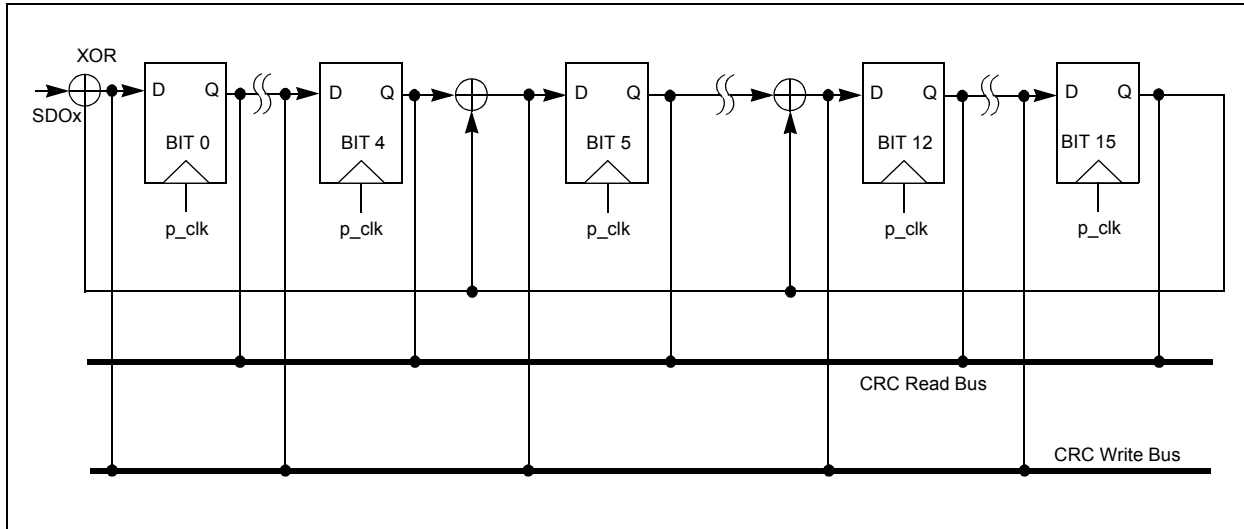 XOR
D Q D Q D Q D Q D Q
SDOx
BIT 0 BIT 4 BIT 5 BIT 12 BIT 15
p_clk p_clk p_clk p_clk p_clk
CRC Read Bus
CRC Write Bus